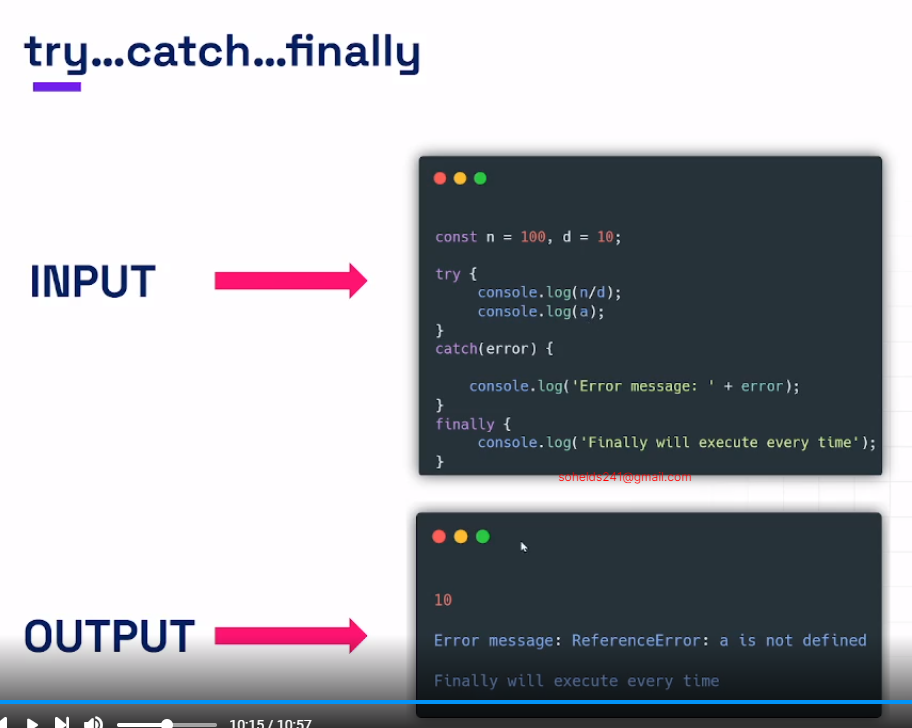 try...catch...finally
INPUT
const n = 100, d = 10;
try {
console.log(n/d);
console.log(a);
}
catch(error) {
console.log('Error message: ' + error);
}
finally {
console.log('Finally will execute every time');
}
soneids241@gmail.com
OUTPUT
10
Error message: ReferenceError: a is not defined
Finally will execute every time
10:15 / 10:57